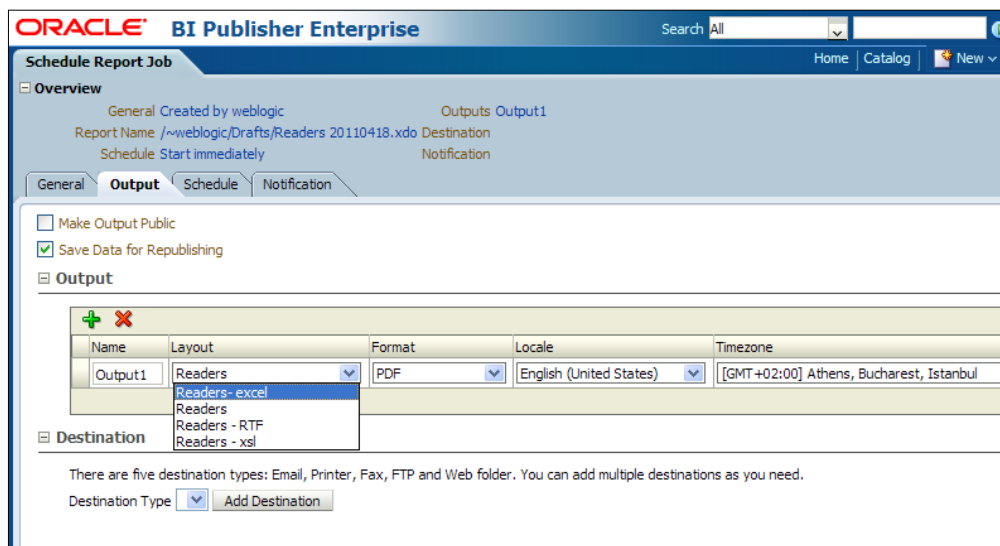 ORACLE BI Publisher Enterprise Search All
Schedule Report Job Home Catalog New
Overview
General Created by weblogic Outputs Output1
Report Name /~weblogic/Drafts/Readers 20110418.xdo Destination
Schedule Start immediately Notification
General Output Schedule Notification
Make Output Public
Save Data for Republishing
Output
Name Layout Format Locale Timezone
Output1 Readers PDF English (United States) [GMT+02:00] Athens, Bucharest, Istanbul
Readers- excel
Readers
Readers - RTF
Readers - xsl
Destination
There are five destination types: Email, Printer, Fax, FTP and Web folder. You can add multiple destinations as you need.
Destination Type Add Destination